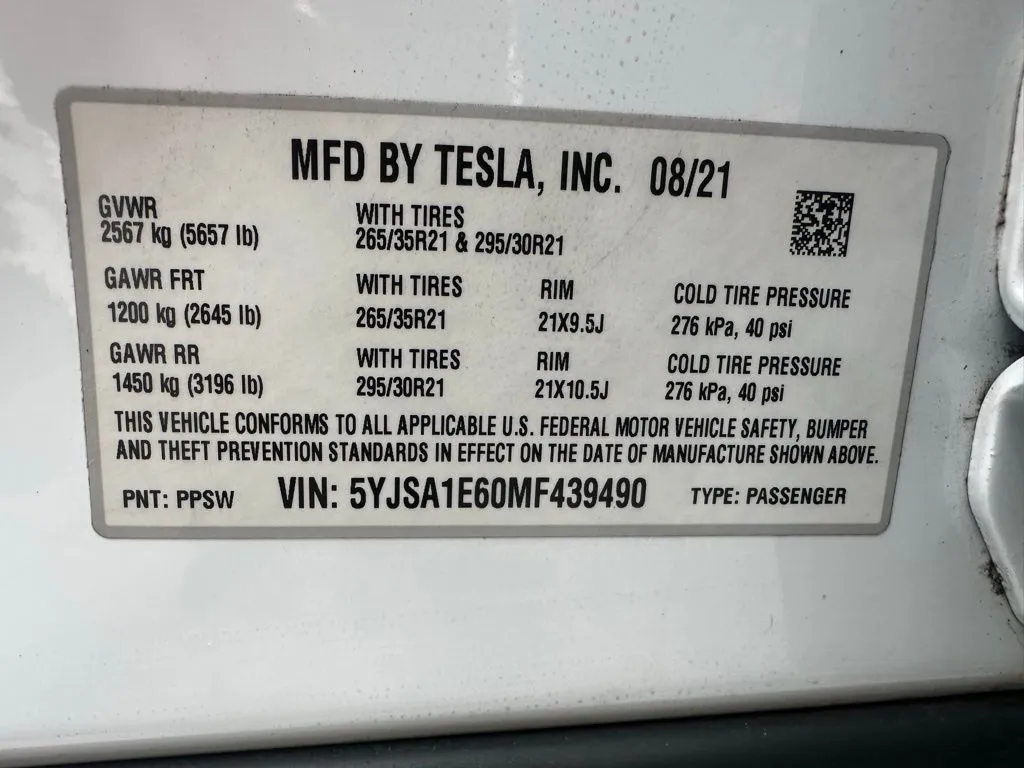 MFD BY TESLA, INC. 08/21
GVWR WITH TIRES
2567 kg (5657 lb) 265/35R21 & 295/30R21
GAWR FRT WITH TIRES RIM COLD TIRE PRESSURE
1200 kg (2645 lb) 265/35R21 21X9.5J 276 kPa, 40 psi
GAWR RR WITH TIRES RIM COLD TIRE PRESSURE
1450 kg (3196 lb) 295/30R21 21X10.5J 276 kPa, 40 psi
THIS VEHICLE CONFORMS TO ALL APPLICABLE U.S. FEDERAL MOTOR VEHICLE SAFETY, BUMPER
AND THEFT PREVENTION STANDARDS IN EFFECT ON THE DATE OF MANUFACTURE SHOWN ABOVE.
PNT: PPSW VIN: 5YJSA1E60MF439490 TYPE: PASSENGER